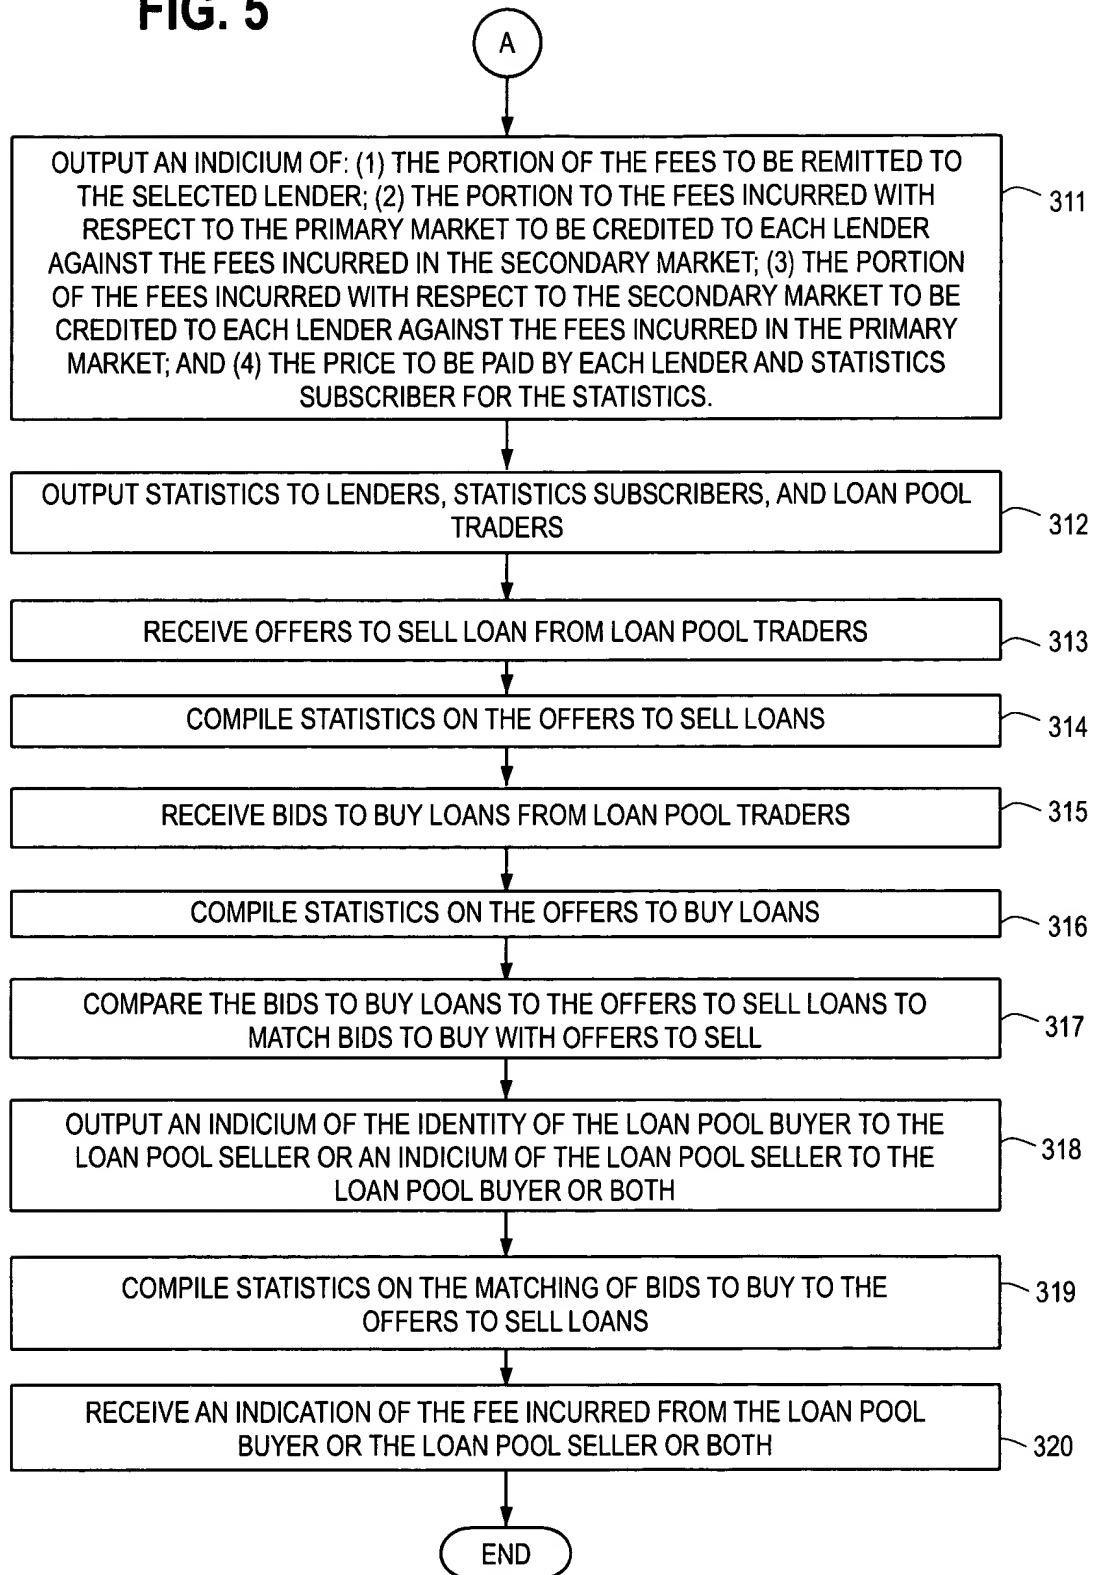 FIG. 5
A
OUTPUT AN INDICIUM OF: (1) THE PORTION OF THE FEES TO BE REMITTED TO
THE SELECTED LENDER; (2) THE PORTION TO THE FEES INCURRED WITH
RESPECT TO THE PRIMARY MARKET TO BE CREDITED TO EACH LENDER
AGAINST THE FEES INCURRED IN THE SECONDARY MARKET; (3) THE PORTION
OF THE FEES INCURRED WITH RESPECT TO THE SECONDARY MARKET TO BE
CREDITED TO EACH LENDER AGAINST THE FEES INCURRED IN THE PRIMARY
MARKET; AND (4) THE PRICE TO BE PAID BY EACH LENDER AND STATISTICS
SUBSCRIBER FOR THE STATISTICS.
311
OUTPUT STATISTICS TO LENDERS, STATISTICS SUBSCRIBERS, AND LOAN POOL
TRADERS
312
RECEIVE OFFERS TO SELL LOAN FROM LOAN POOL TRADERS
313
COMPILE STATISTICS ON THE OFFERS TO SELL LOANS
314
RECEIVE BIDS TO BUY LOANS FROM LOAN POOL TRADERS
315
COMPILE STATISTICS ON THE OFFERS TO BUY LOANS
316
COMPARE THE BIDS TO BUY LOANS TO THE OFFERS TO SELL LOANS TO
MATCH BIDS TO BUY WITH OFFERS TO SELL
317
OUTPUT AN INDICIUM OF THE IDENTITY OF THE LOAN POOL BUYER TO THE
LOAN POOL SELLER OR AN INDICIUM OF THE LOAN POOL SELLER TO THE
LOAN POOL BUYER OR BOTH
318
COMPILE STATISTICS ON THE MATCHING OF BIDS TO BUY TO THE
OFFERS TO SELL LOANS
319
RECEIVE AN INDICATION OF THE FEE INCURRED FROM THE LOAN POOL
BUYER OR THE LOAN POOL SELLER OR BOTH
320
END